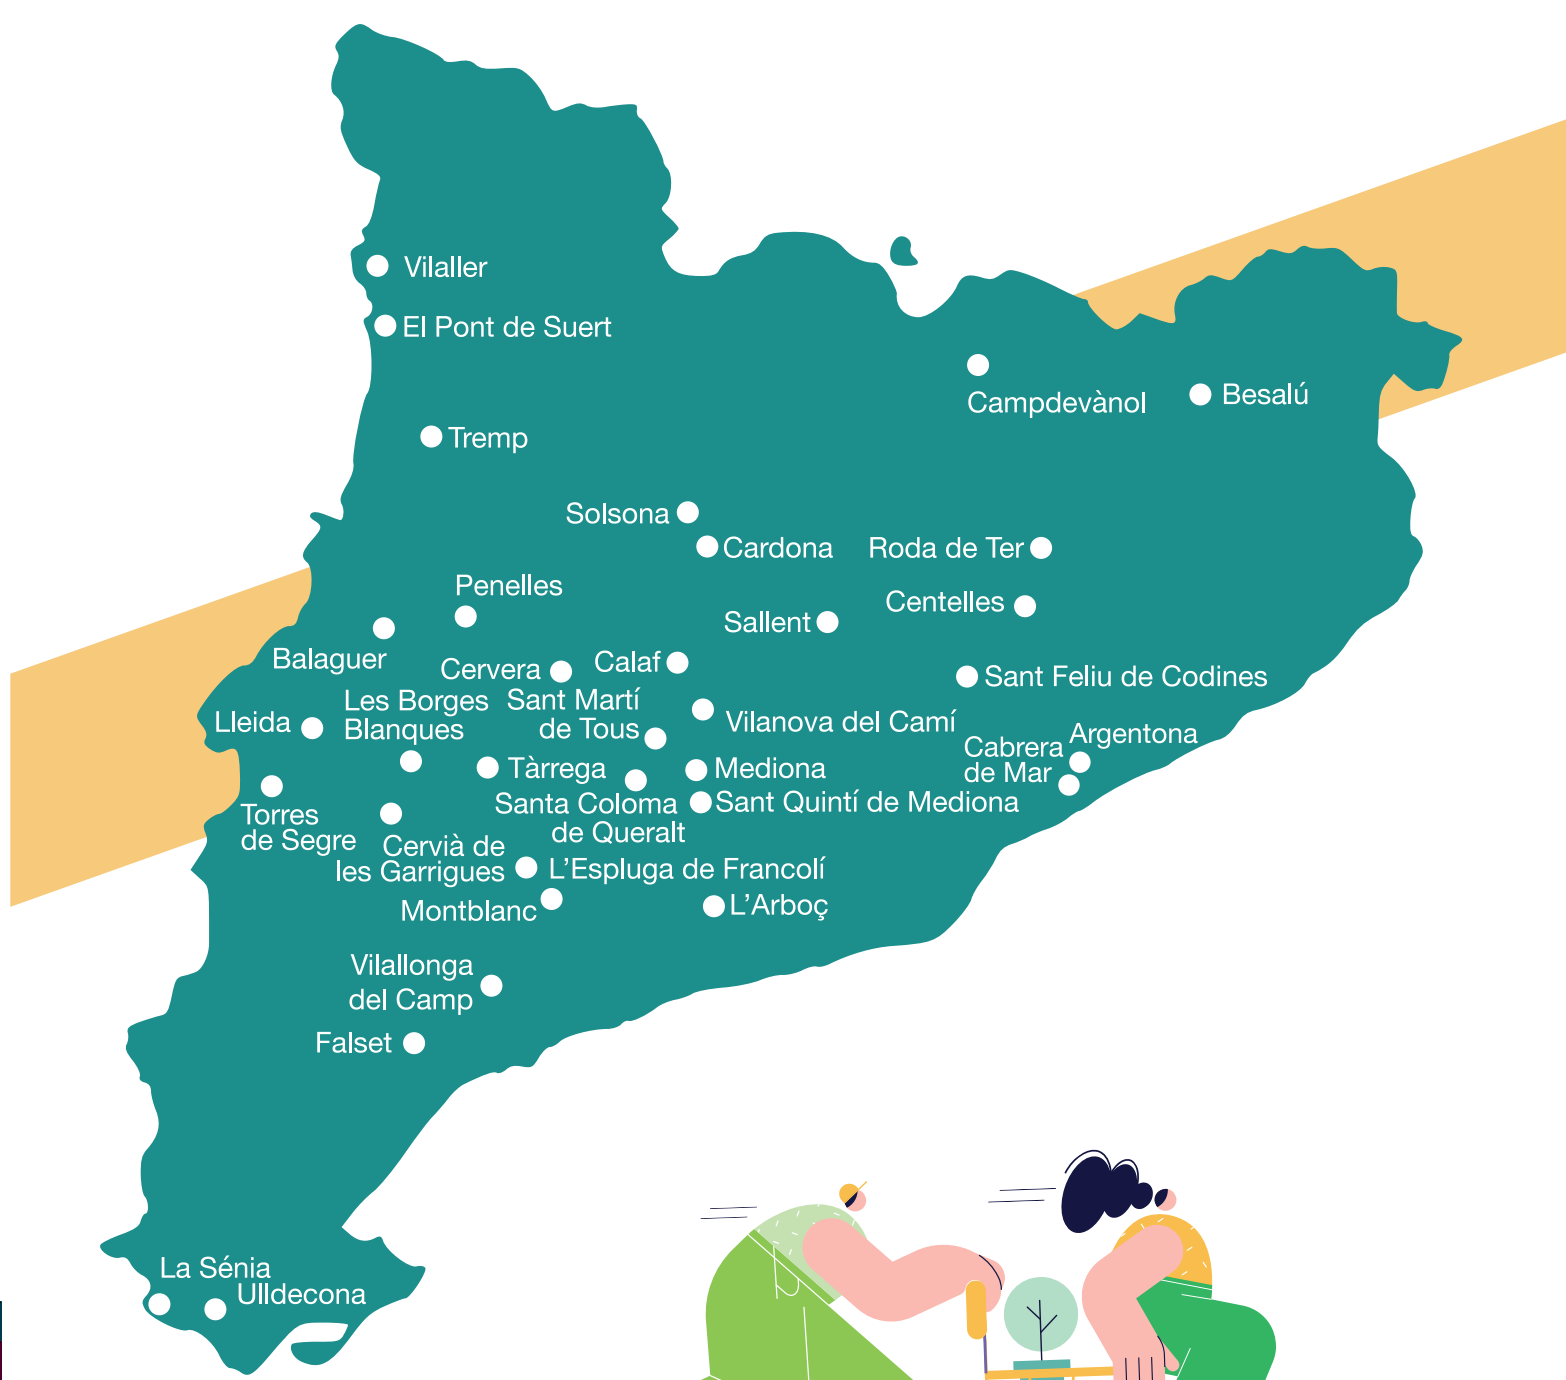 Vilaller
El Pont de Suert
Campdevànol
Besalú
Tremp
Solsona
Cardona
Roda de Ter
Penelles
Centelles
Sallent
Balaguer
Cervera
Calaf
Sant Feliu de Codines
Les Borges
Blanques
Sant Martí
de Tous
Lleida
Vilanova del Camí
Argentona
Cabrera
de Mar
Tàrrega
Mediona
Santa Coloma
de Queralt
Sant Quintí de Mediona
Torres
de Segre
Cervià de
les Garrigues
L'Espluga de Francolí
Montblanc
L'Arboç
Vilallonga
del Camp
Falset
La Sénia
Ulldecona